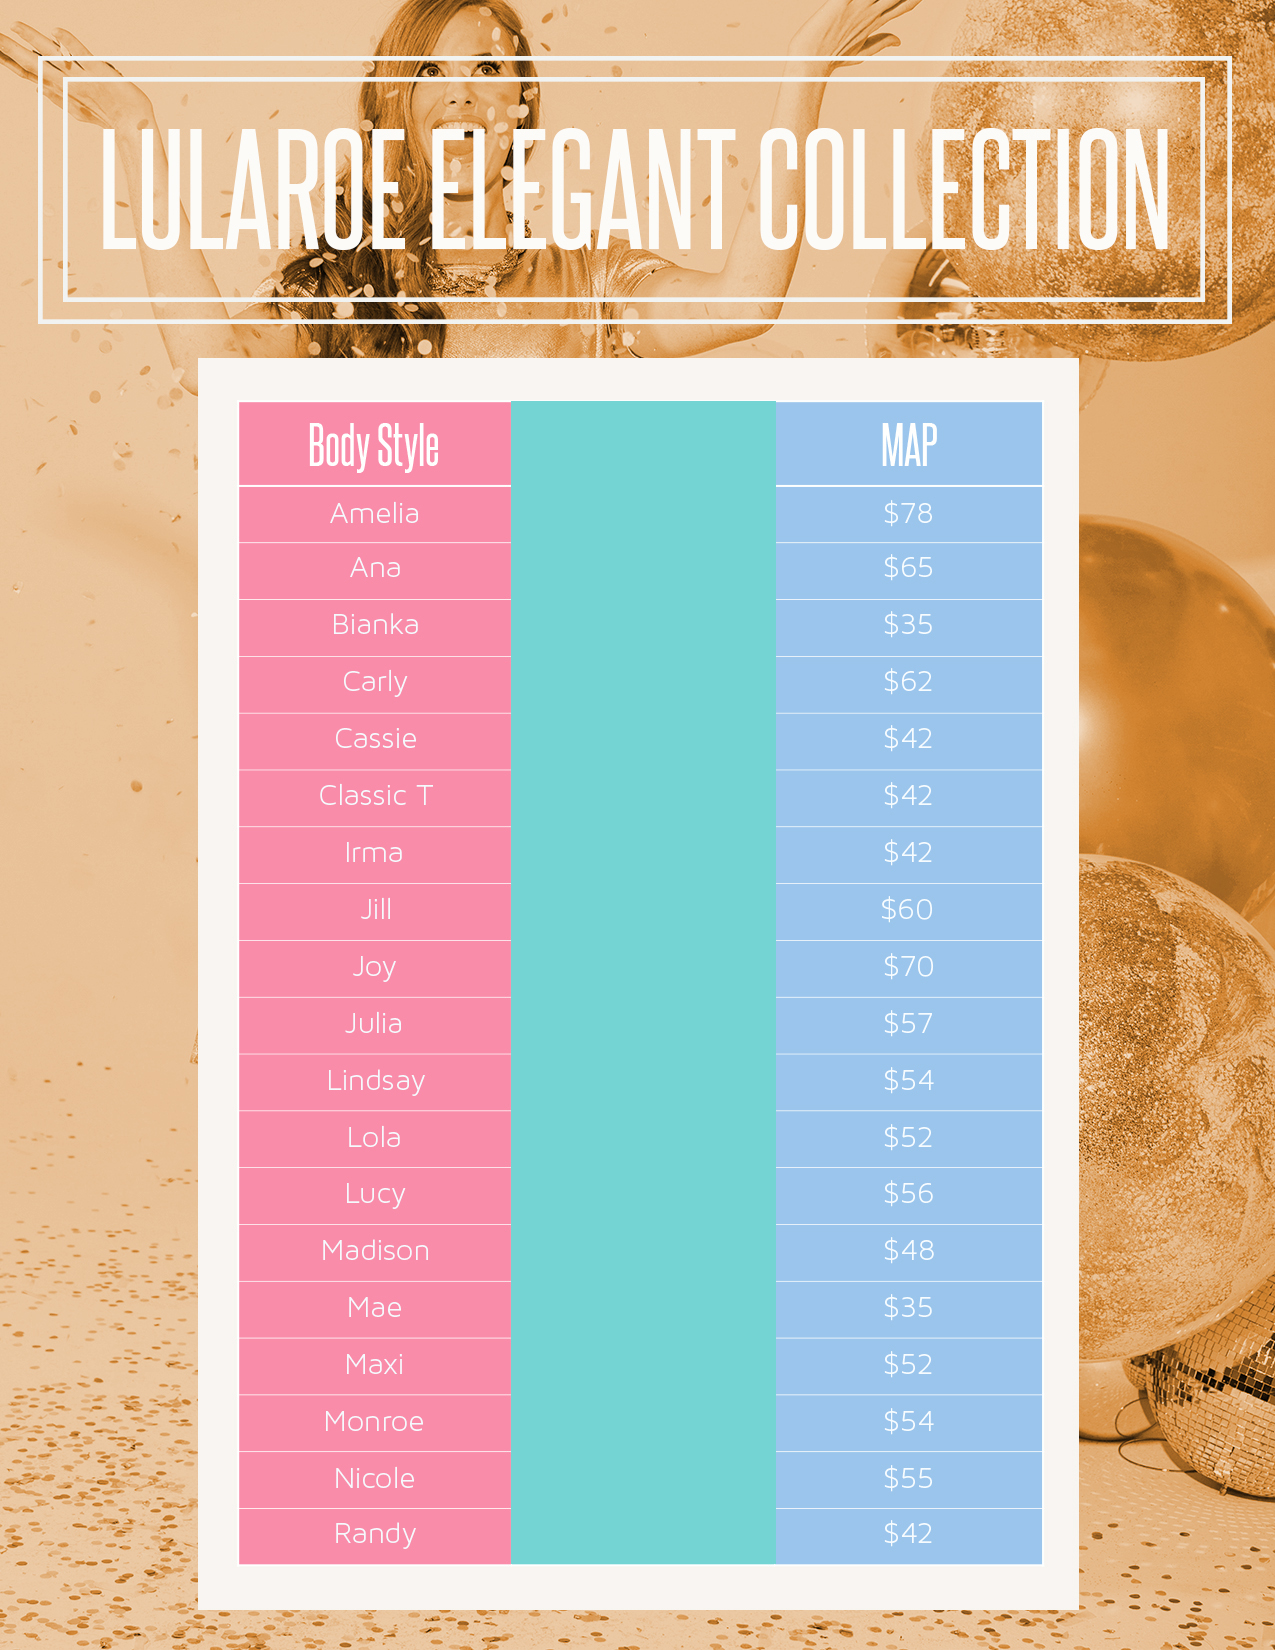 LULAROE ELEGANT COLLECTION
Body Style MAP
Amelia $78
Ana $65
Bianka $35
Carly $62
Cassie $42
Classic T $42
Irma $42
Jill $60
Joy $70
Julia $57
Lindsay $54
Lola $52
Lucy $56
Madison $48
Mae $35
Maxi $52
Monroe $54
Nicole $55
Randy $42